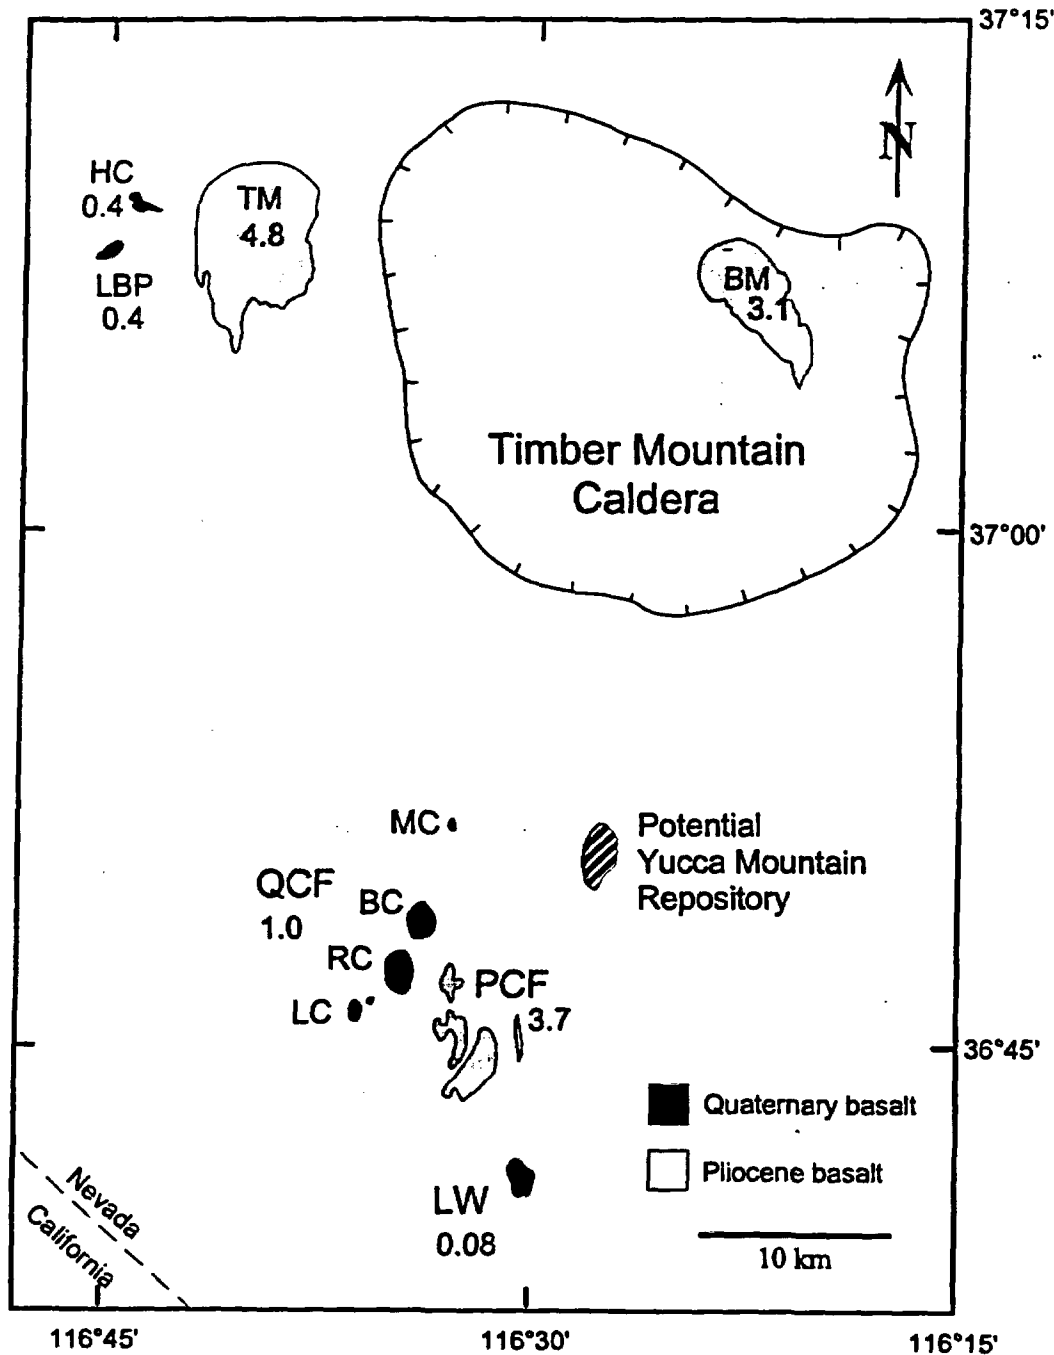 37°15'
N
HC
0.4
TM
4.8
LBP
0.4
BM
3.1
Timber Mountain
Caldera
37°00'
MC
Potential
Yucca Mountain
Repository
QCF
1.0
BC
RC
PCF
3.7
LC
36°45'
Quaternary basalt
Pliocene basalt
Nevada
California
LW
0.08
10 km
116°45'
116°30'
116°15'